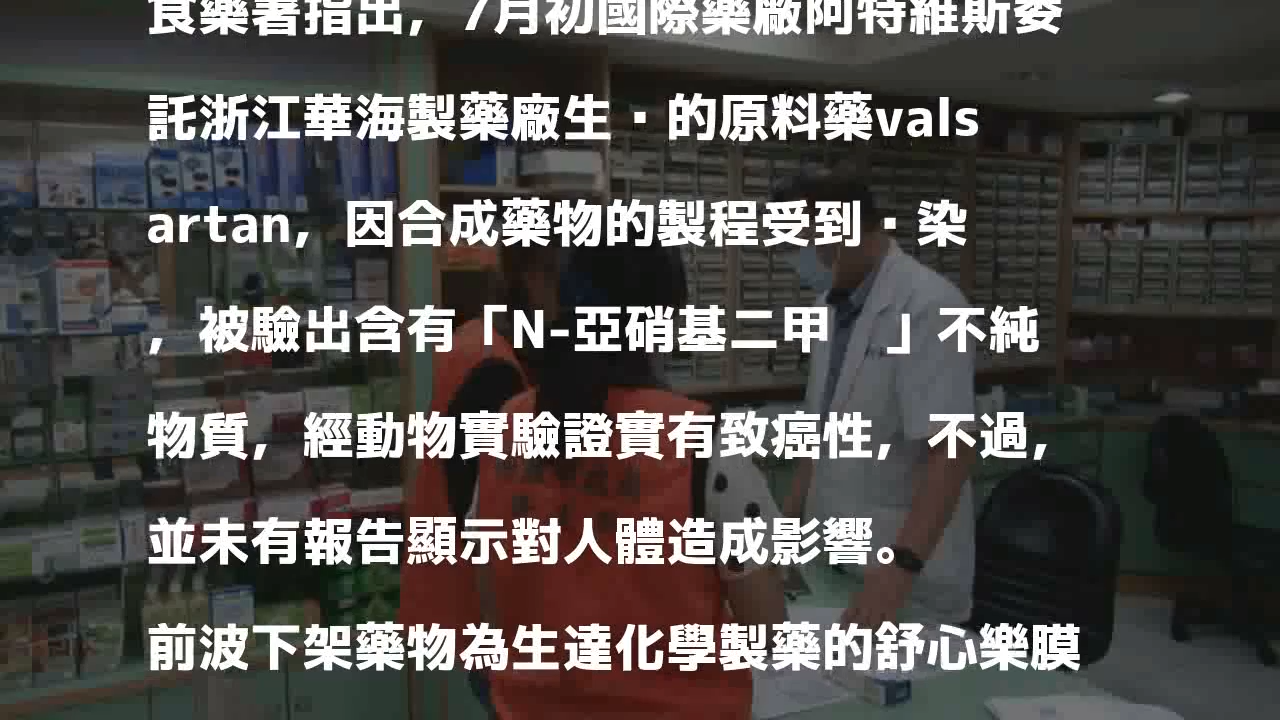 食藥署指出，7月初國際藥廠阿特維斯委
託浙江華海製藥廠生·的原料藥vals
artan，因合成藥物的製程受到·染
，被驗出含有「N-亞硝基二甲　」不純
物質，經動物實驗證實有致癌性，不過，
並未有報告顯示對人體造成影響。
前波下架藥物為生達化學製藥的舒心樂膜